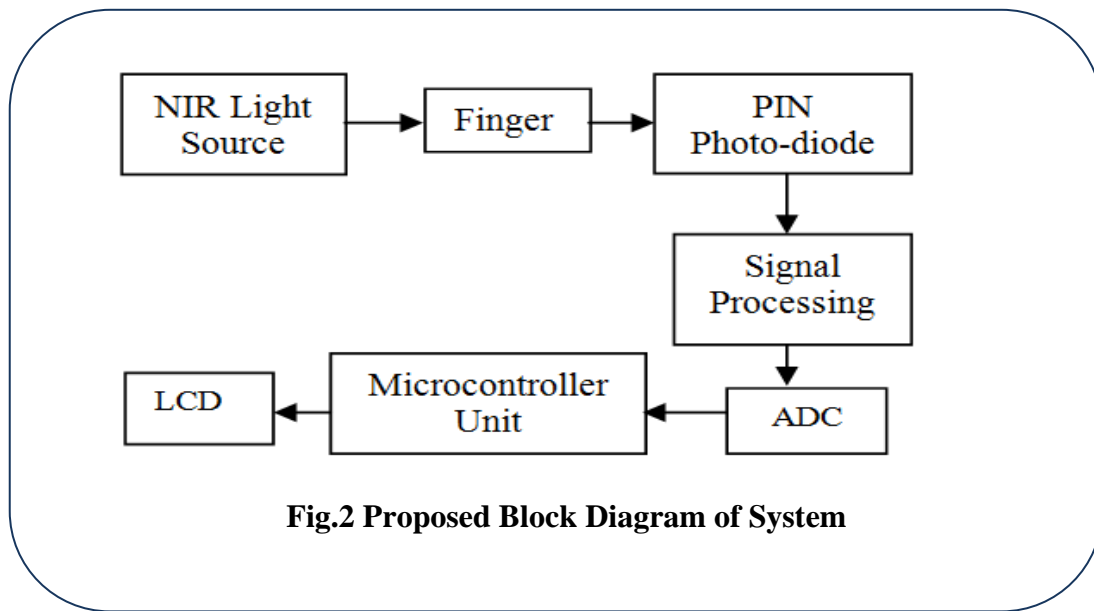 NIR Light
Source
Finger
PIN
Photo-diode
Signal
Processing
LCD
Microcontroller
Unit
ADC
Fig.2 Proposed Block Diagram of System